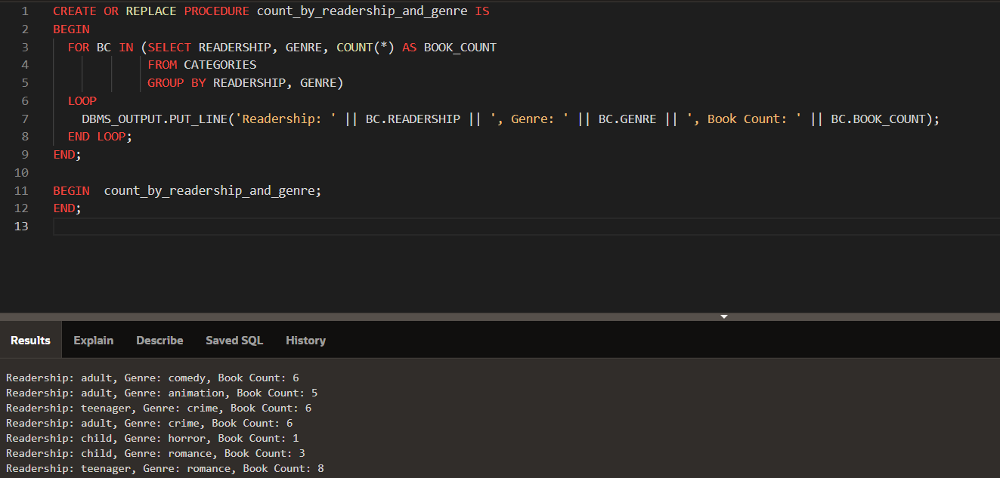 1 CREATE OR REPLACE PROCEDURE count_by_readership_and_genre IS
2 BEGIN
3 FOR BC IN (SELECT READERSHIP, GENRE, COUNT(*) AS BOOK_COUNT
4 FROM CATEGORIES
5 GROUP BY READERSHIP, GENRE)
6 LOOP
7 DBMS_OUTPUT.PUT_LINE('Readership: ' || BC.READERSHIP || ', Genre: ' || BC.GENRE || ', Book Count: ' || BC.BOOK_COUNT);
8 END LOOP;
9 END;
10
11 BEGIN  count_by_readership_and_genre;
12 END;
13
Results Explain Describe Saved SQL History
Readership: adult, Genre: comedy, Book Count: 6
Readership: adult, Genre: animation, Book Count: 5
Readership: teenager, Genre: crime, Book Count: 6
Readership: adult, Genre: crime, Book Count: 6
Readership: child, Genre: horror, Book Count: 1
Readership: child, Genre: romance, Book Count: 3
Readership: teenager, Genre: romance, Book Count: 8